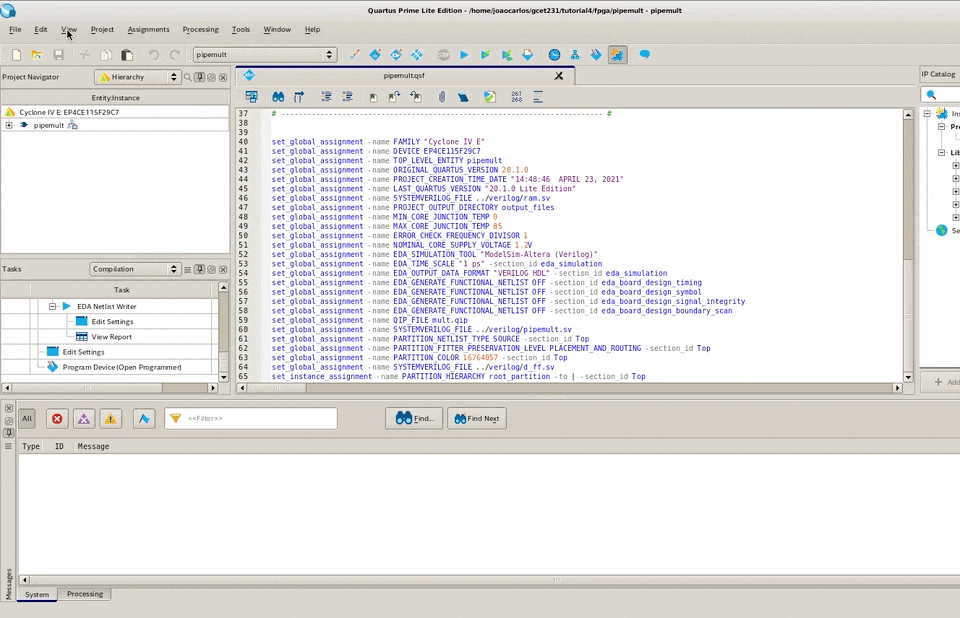 Quartus Prime Lite Edition - /home/joaocarlos/gcet231/tutorial4/fpga/pipemult - pipemult
File Edit View Project Assignments Processing Tools Window Help
pipemult
Project Navigator Hierarchy
Entity:Instance
Cyclone IV E: EP4CE115F29C7
pipemult
Tasks Compilation
Task
EDA Netlist Writer
Edit Settings
View Report
Edit Settings
Program Device (Open Programmer)
pipemult.qsf
267
268
37 # -------------------------------------------------------------------------- #
38
39
40 set_global_assignment -name FAMILY "Cyclone IV E"
41 set_global_assignment -name DEVICE EP4CE115F29C7
42 set_global_assignment -name TOP_LEVEL_ENTITY pipemult
43 set_global_assignment -name ORIGINAL_QUARTUS_VERSION 20.1.0
44 set_global_assignment -name PROJECT_CREATION_TIME_DATE "14:48:46  APRIL 23, 2021"
45 set_global_assignment -name LAST_QUARTUS_VERSION "20.1.0 Lite Edition"
46 set_global_assignment -name SYSTEMVERILOG_FILE ../verilog/ram.sv
47 set_global_assignment -name PROJECT_OUTPUT_DIRECTORY output_files
48 set_global_assignment -name MIN_CORE_JUNCTION_TEMP 0
49 set_global_assignment -name MAX_CORE_JUNCTION_TEMP 85
50 set_global_assignment -name ERROR_CHECK_FREQUENCY_DIVISOR 1
51 set_global_assignment -name NOMINAL_CORE_SUPPLY_VOLTAGE 1.2V
52 set_global_assignment -name EDA_SIMULATION_TOOL "ModelSim-Altera (Verilog)"
53 set_global_assignment -name EDA_TIME_SCALE "1 ps" -section_id eda_simulation
54 set_global_assignment -name EDA_OUTPUT_DATA_FORMAT "VERILOG HDL" -section_id eda_simulation
55 set_global_assignment -name EDA_GENERATE_FUNCTIONAL_NETLIST OFF -section_id eda_board_design_timing
56 set_global_assignment -name EDA_GENERATE_FUNCTIONAL_NETLIST OFF -section_id eda_board_design_symbol
57 set_global_assignment -name EDA_GENERATE_FUNCTIONAL_NETLIST OFF -section_id eda_board_design_signal_integrity
58 set_global_assignment -name EDA_GENERATE_FUNCTIONAL_NETLIST OFF -section_id eda_board_design_boundary_scan
59 set_global_assignment -name QIP_FILE mult.qip
60 set_global_assignment -name SYSTEMVERILOG_FILE ../verilog/pipemult.sv
61 set_global_assignment -name PARTITION_NETLIST_TYPE SOURCE -section_id Top
62 set_global_assignment -name PARTITION_FITTER_PRESERVATION_LEVEL PLACEMENT_AND_ROUTING -section_id Top
63 set_global_assignment -name PARTITION_COLOR 16764057 -section_id Top
64 set_global_assignment -name SYSTEMVERILOG_FILE ../verilog/d_ff.sv
65 set_instance_assignment -name PARTITION_HIERARCHY root_partition -to | -section_id Top
IP Catalog
Ins
Pro
Lib
Se
Add
All <<Filter>> Find... Find Next
Type ID Message
Messages
System Processing